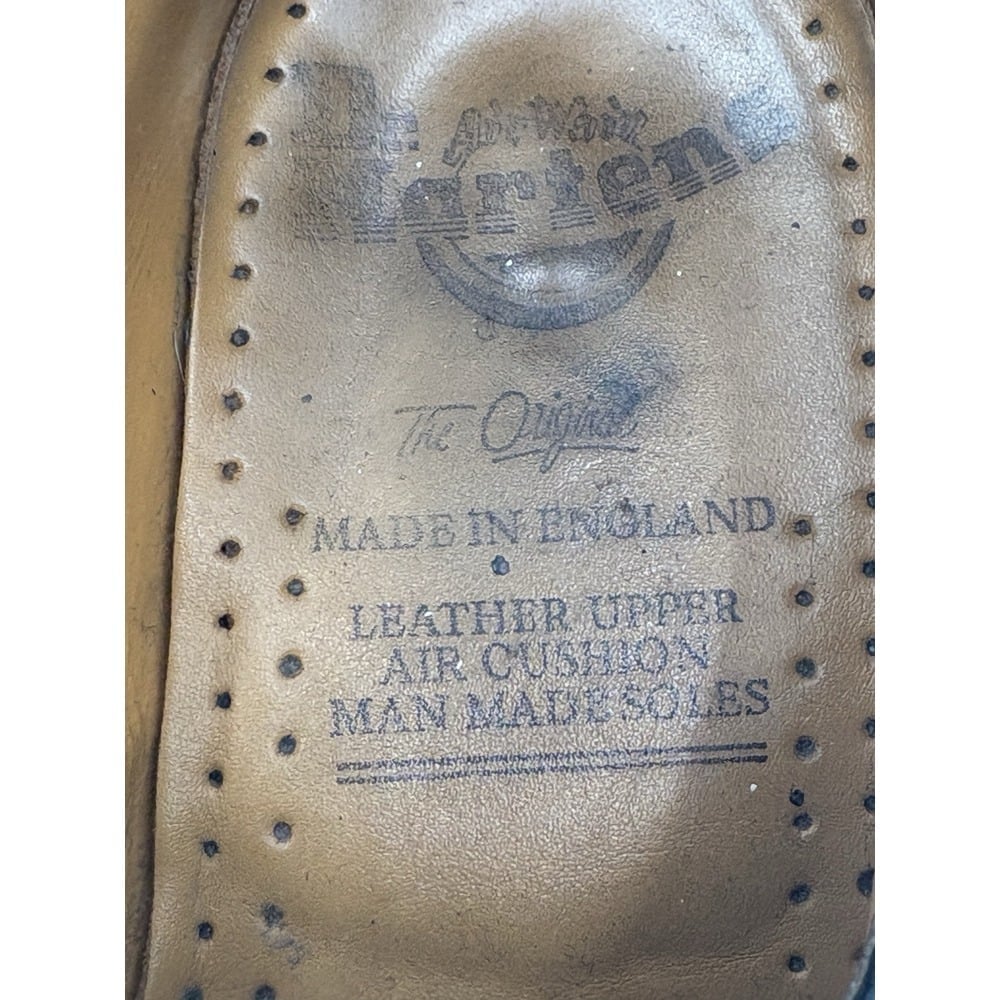 Dr. AirWair
Martens
The Original
MADE IN ENGLAND
LEATHER UPPER
AIR CUSHION
MAN MADE SOLES